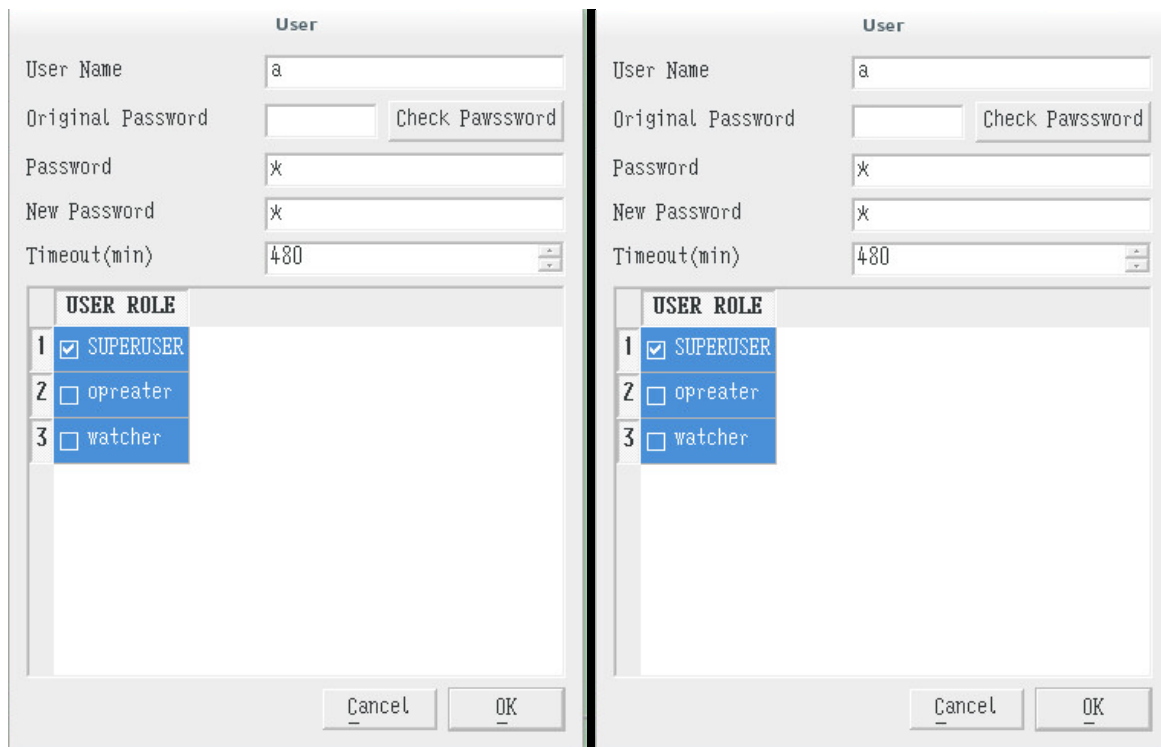 User
User Name a
Original Password Check Pawssword
Password *
New Password *
Timeout(min) 480
USER ROLE
1 SUPERUSER
2 opreater
3 watcher
Cancel OK
User
User Name a
Original Password Check Pawssword
Password *
New Password *
Timeout(min) 480
USER ROLE
1 SUPERUSER
2 opreater
3 watcher
Cancel OK